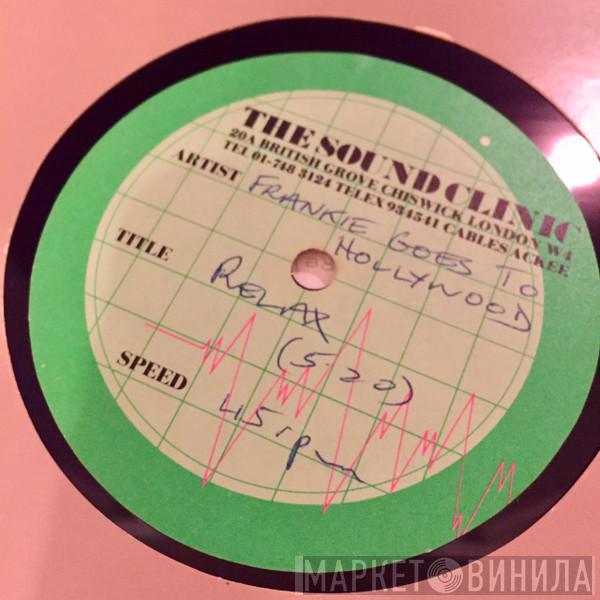 THE SOUND CLINIC
20A BRITISH GROVE CHISWICK LONDON W4
TEL 01-748 3124 TELEX 934541 CABLES ACKEE
ARTIST FRANKIE GOES TO
HOLLYWOOD
TITLE RELAX
(5.20)
SPEED 45rpm
МАРКЕТ ВИНИЛА